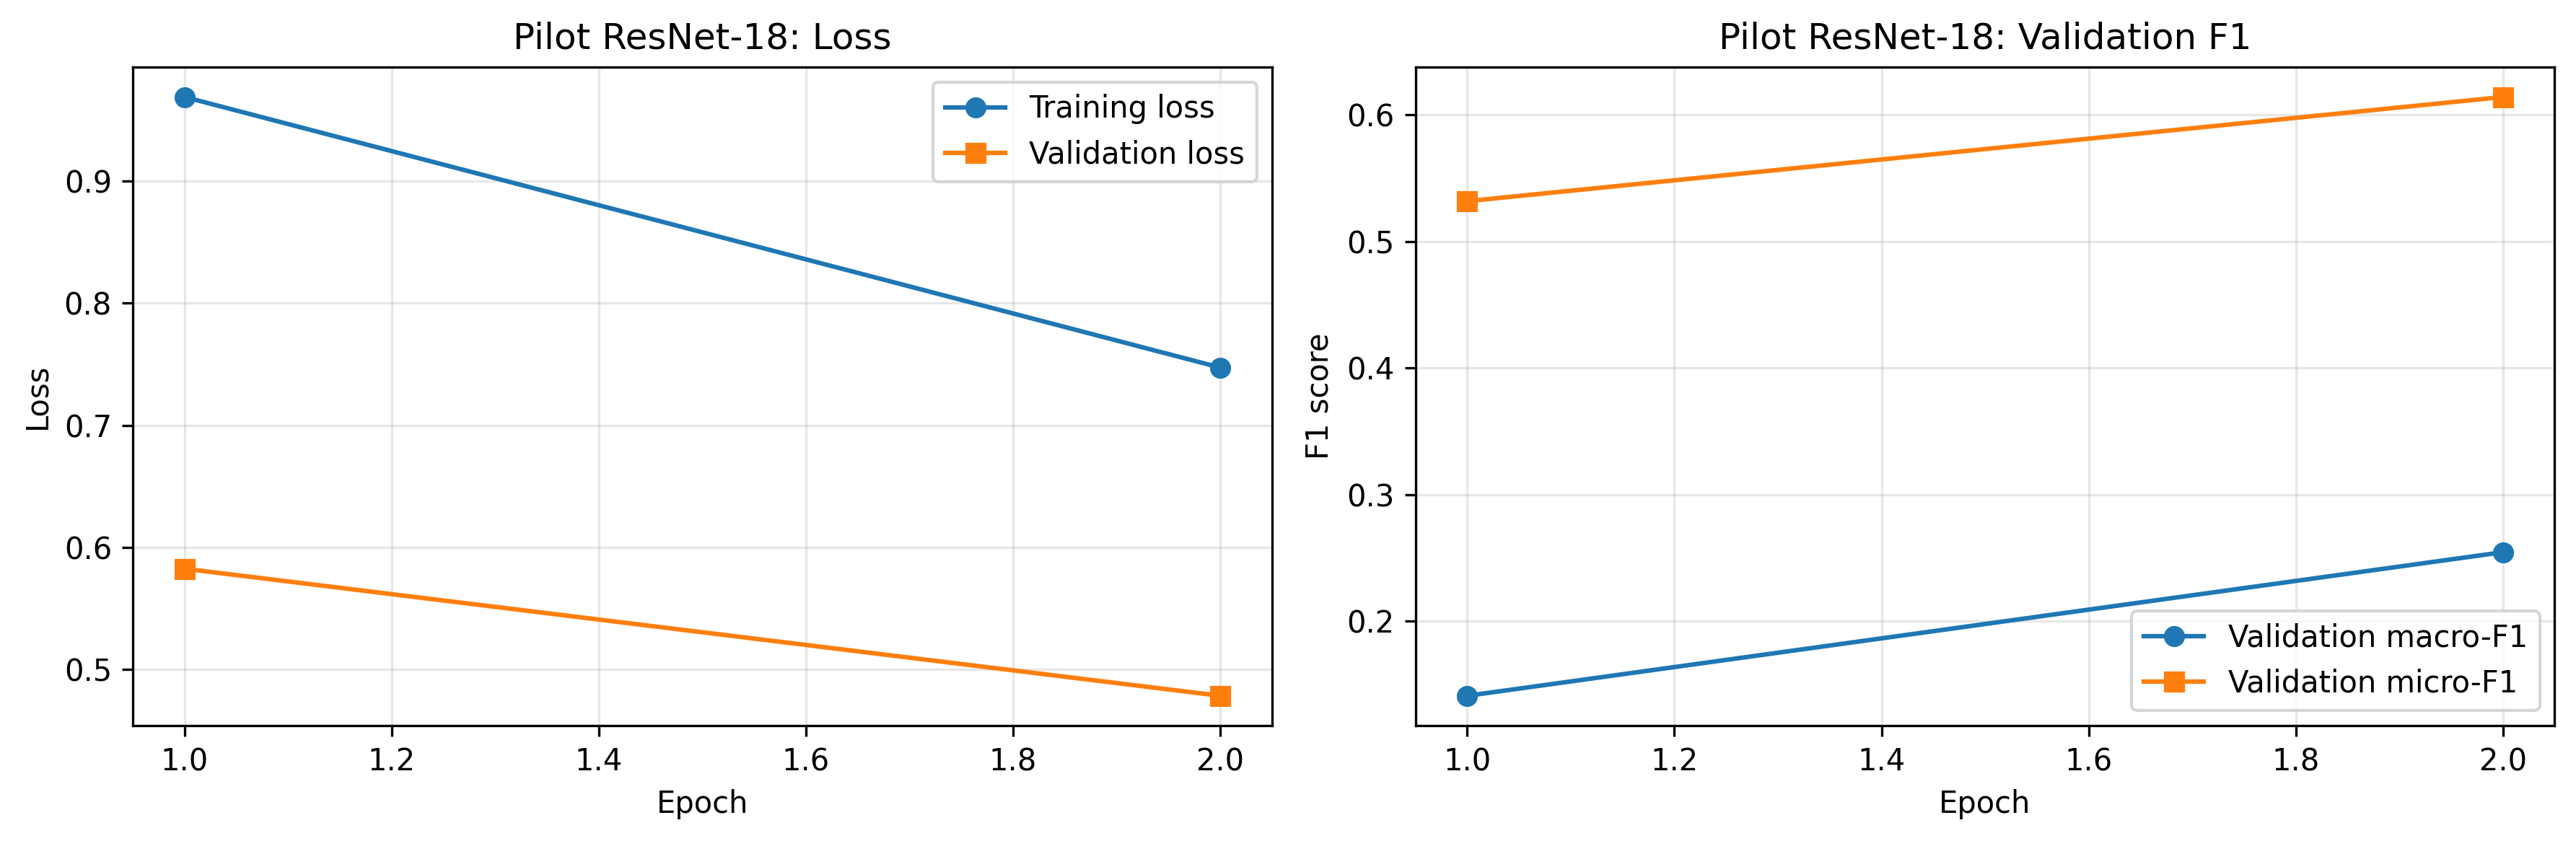 Pilot ResNet-18: Loss
Training loss
Validation loss
Loss
0.9
0.8
0.7
0.6
0.5
1.0 1.2 1.4 1.6 1.8 2.0
Epoch
Pilot ResNet-18: Validation F1
F1 score
0.6
0.5
0.4
0.3
0.2
Validation macro-F1
Validation micro-F1
1.0 1.2 1.4 1.6 1.8 2.0
Epoch